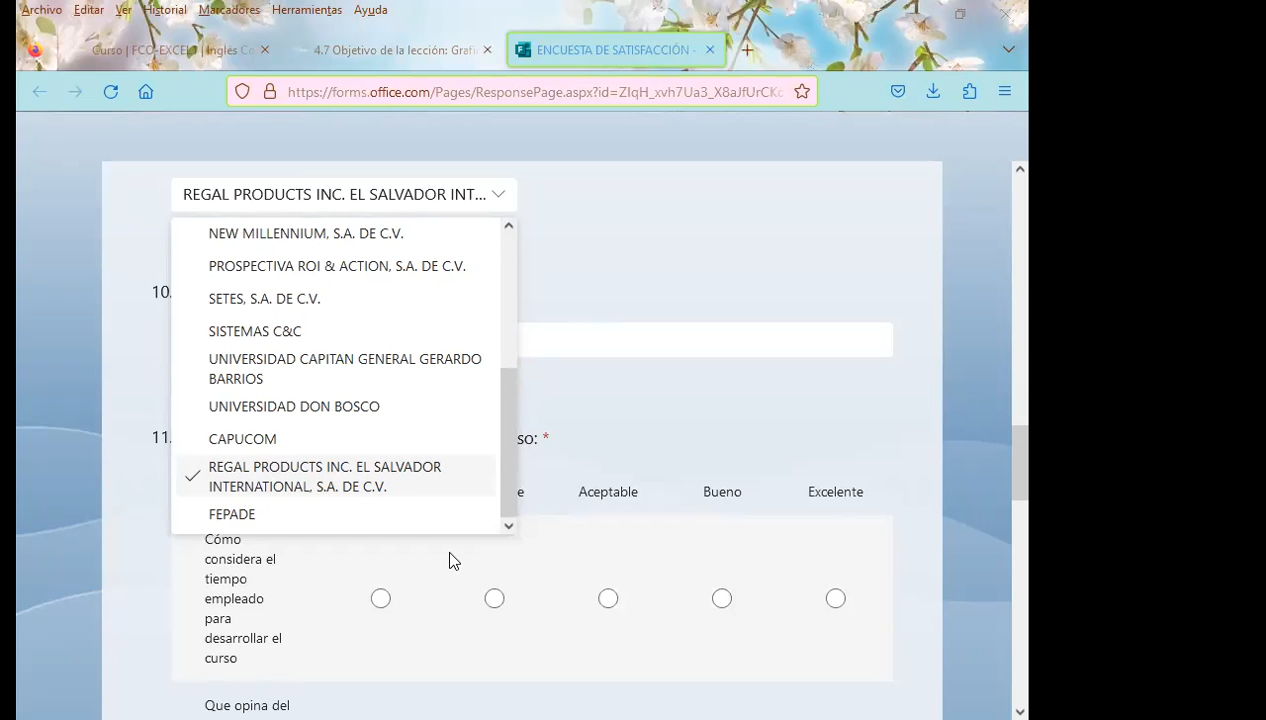 Archivo Editar Ver Historial Marcadores Herramientas Ayuda
Curso | FCO-EXCEL1 | Ingles Co
4.7 Objetivo de la lección: Grafi
ENCUESTA DE SATISFACCIÓN -
https://forms.office.com/Pages/ResponsePage.aspx?id=ZIqH_xvh7Ua3_X8aJfUrCKc
REGAL PRODUCTS INC. EL SALVADOR INT...
NEW MILLENNIUM, S.A. DE C.V.
PROSPECTIVA ROI & ACTION, S.A. DE C.V.
10.
SETES, S.A. DE C.V.
SISTEMAS C&C
UNIVERSIDAD CAPITAN GENERAL GERARDO
BARRIOS
UNIVERSIDAD DON BOSCO
11. so: *
CAPUCOM
REGAL PRODUCTS INC. EL SALVADOR
INTERNATIONAL, S.A. DE C.V.
e Aceptable Bueno Excelente
FEPADE
Cómo
considera el
tiempo
empleado
para
desarrollar el
curso
Que opina del